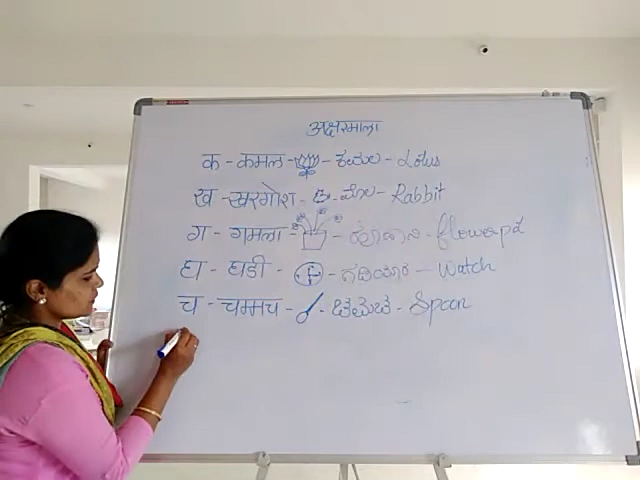 अक्षरमाला
क - कमल - ಕಮಲ - Lotus
ख - खरगोश - ಮೊಲ - Rabbit
ग - गमला - flowerpot
घ - घडी - ಗಡಿಯಾರ - Watch
च - चम्मच - ಚಮಚ - Spoon